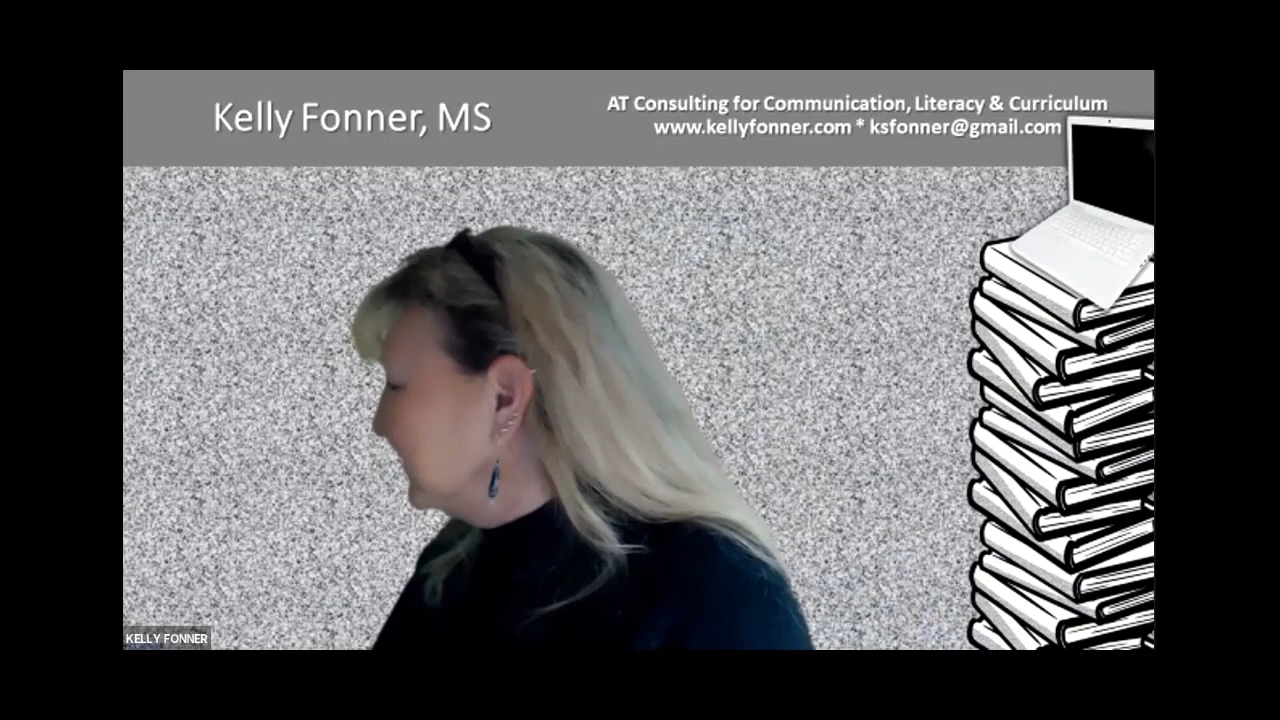 Kelly Fonner, MS
AT Consulting for Communication, Literacy & Curriculum
www.kellyfonner.com * ksfonner@gmail.com
KELLY FONNER